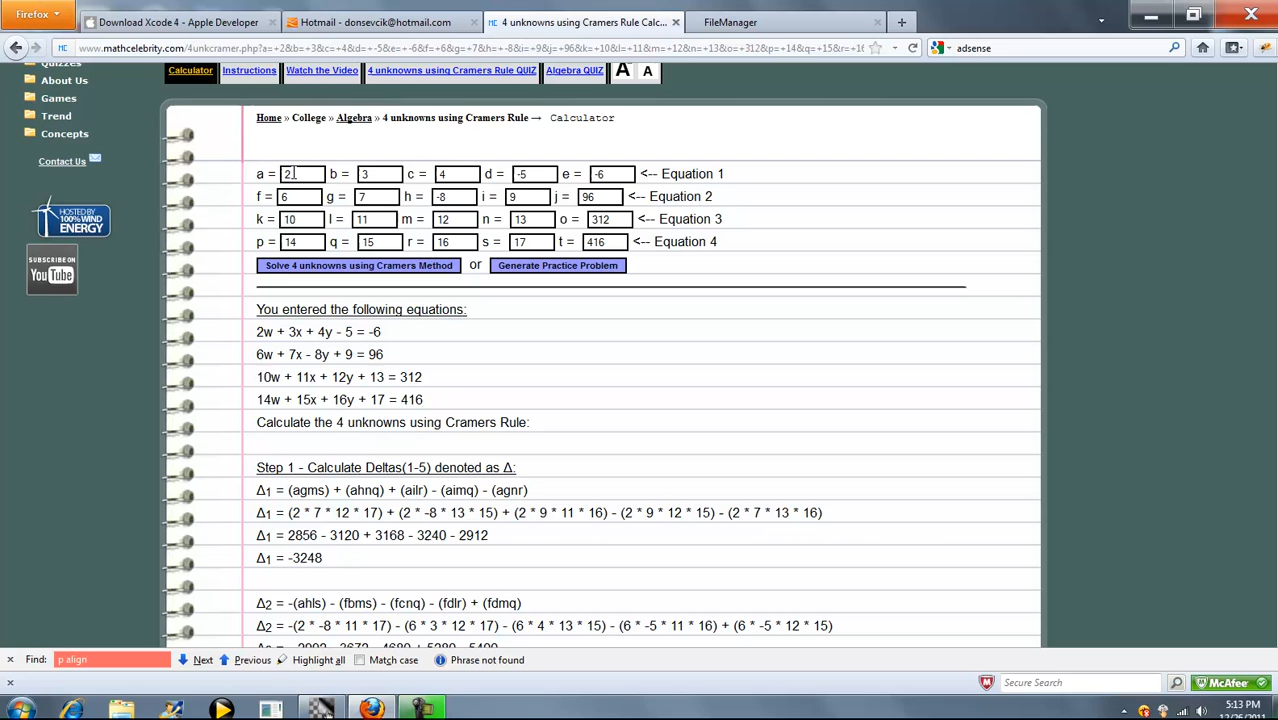 Firefox
Download Xcode 4 - Apple Developer
Hotmail - donsevcik@hotmail.com
4 unknowns using Cramers Rule Calc...
FileManager
www.mathcelebrity.com/4unkcramer.php?a=+2&b=+3&c=+4&d=+-5&e=+-6&f=+6&g=+7&h=+-8&i=+9&j=+96&k=+10&l=+11&m=+12&n=+13&o=+312&p=+14&q=+15&r=+16
adsense
Quizzes
About Us
Games
Trend
Concepts
Contact Us
HOSTED BY
100% WIND
ENERGY
SUBSCRIBE ON
YouTube
Calculator
Instructions
Watch the Video
4 unknowns using Cramers Rule QUIZ
Algebra QUIZ
A A
Home » College » Algebra » 4 unknowns using Cramers Rule → Calculator
a = 2 b = 3 c = 4 d = -5 e = -6 <-- Equation 1
f = 6 g = 7 h = -8 i = 9 j = 96 <-- Equation 2
k = 10 l = 11 m = 12 n = 13 o = 312 <-- Equation 3
p = 14 q = 15 r = 16 s = 17 t = 416 <-- Equation 4
Solve 4 unknowns using Cramers Method or Generate Practice Problem
You entered the following equations:
2w + 3x + 4y - 5 = -6
6w + 7x - 8y + 9 = 96
10w + 11x + 12y + 13 = 312
14w + 15x + 16y + 17 = 416
Calculate the 4 unknowns using Cramers Rule:
Step 1 - Calculate Deltas(1-5) denoted as Δ:
Δ1 = (agms) + (ahnq) + (ailr) - (aimq) - (agnr)
Δ1 = (2 * 7 * 12 * 17) + (2 * -8 * 13 * 15) + (2 * 9 * 11 * 16) - (2 * 9 * 12 * 15) - (2 * 7 * 13 * 16)
Δ1 = 2856 - 3120 + 3168 - 3240 - 2912
Δ1 = -3248
Δ2 = -(ahls) - (fbms) - (fcnq) - (fdlr) + (fdmq)
Δ2 = -(2 * -8 * 11 * 17) - (6 * 3 * 12 * 17) - (6 * 4 * 13 * 15) - (6 * -5 * 11 * 16) + (6 * -5 * 12 * 15)
Find: p align Next Previous Highlight all Match case Phrase not found
Secure Search
McAfee
5:13 PM
12/26/2011